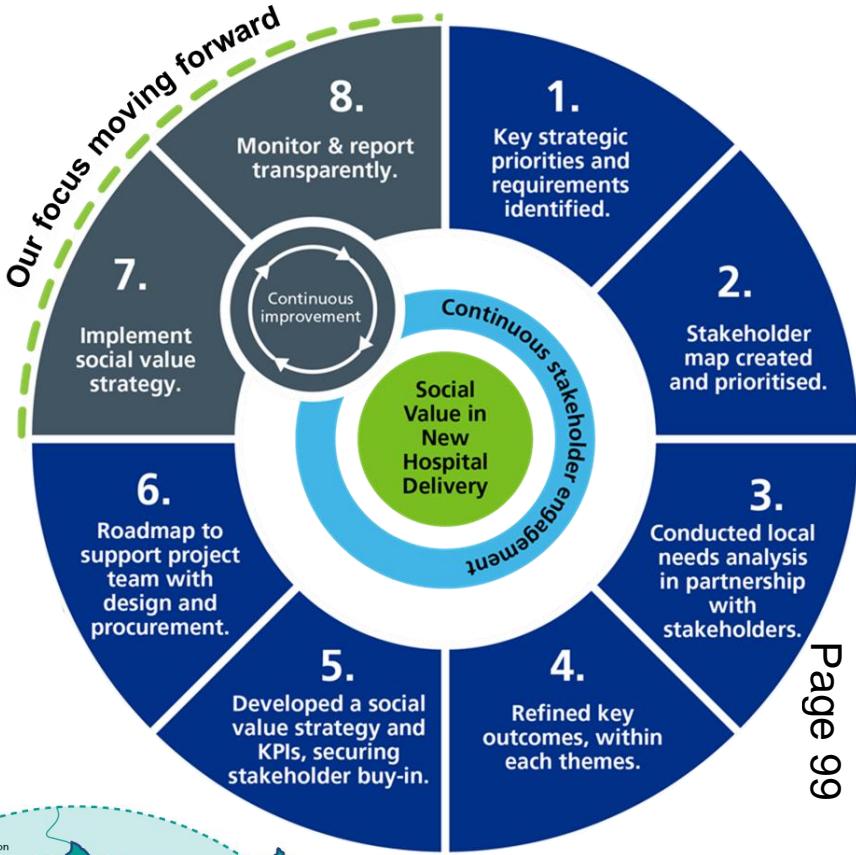 Our focus moving forward
1.
Key strategic
priorities and
requirements
identified.
2.
Stakeholder
map created
and prioritised.
3.
Conducted local
needs analysis
in partnership
with
stakeholders.
4.
Refined key
outcomes, within
each themes.
5.
Developed a social
value strategy and
KPIs, securing
stakeholder buy-in.
6.
Roadmap to
support project
team with
design and
procurement.
7.
Implement
social value
strategy.
8.
Monitor & report
transparently.
Continuous
improvement
Continuous stakeholder engagement
Social
Value in
New
Hospital
Delivery
Page 99